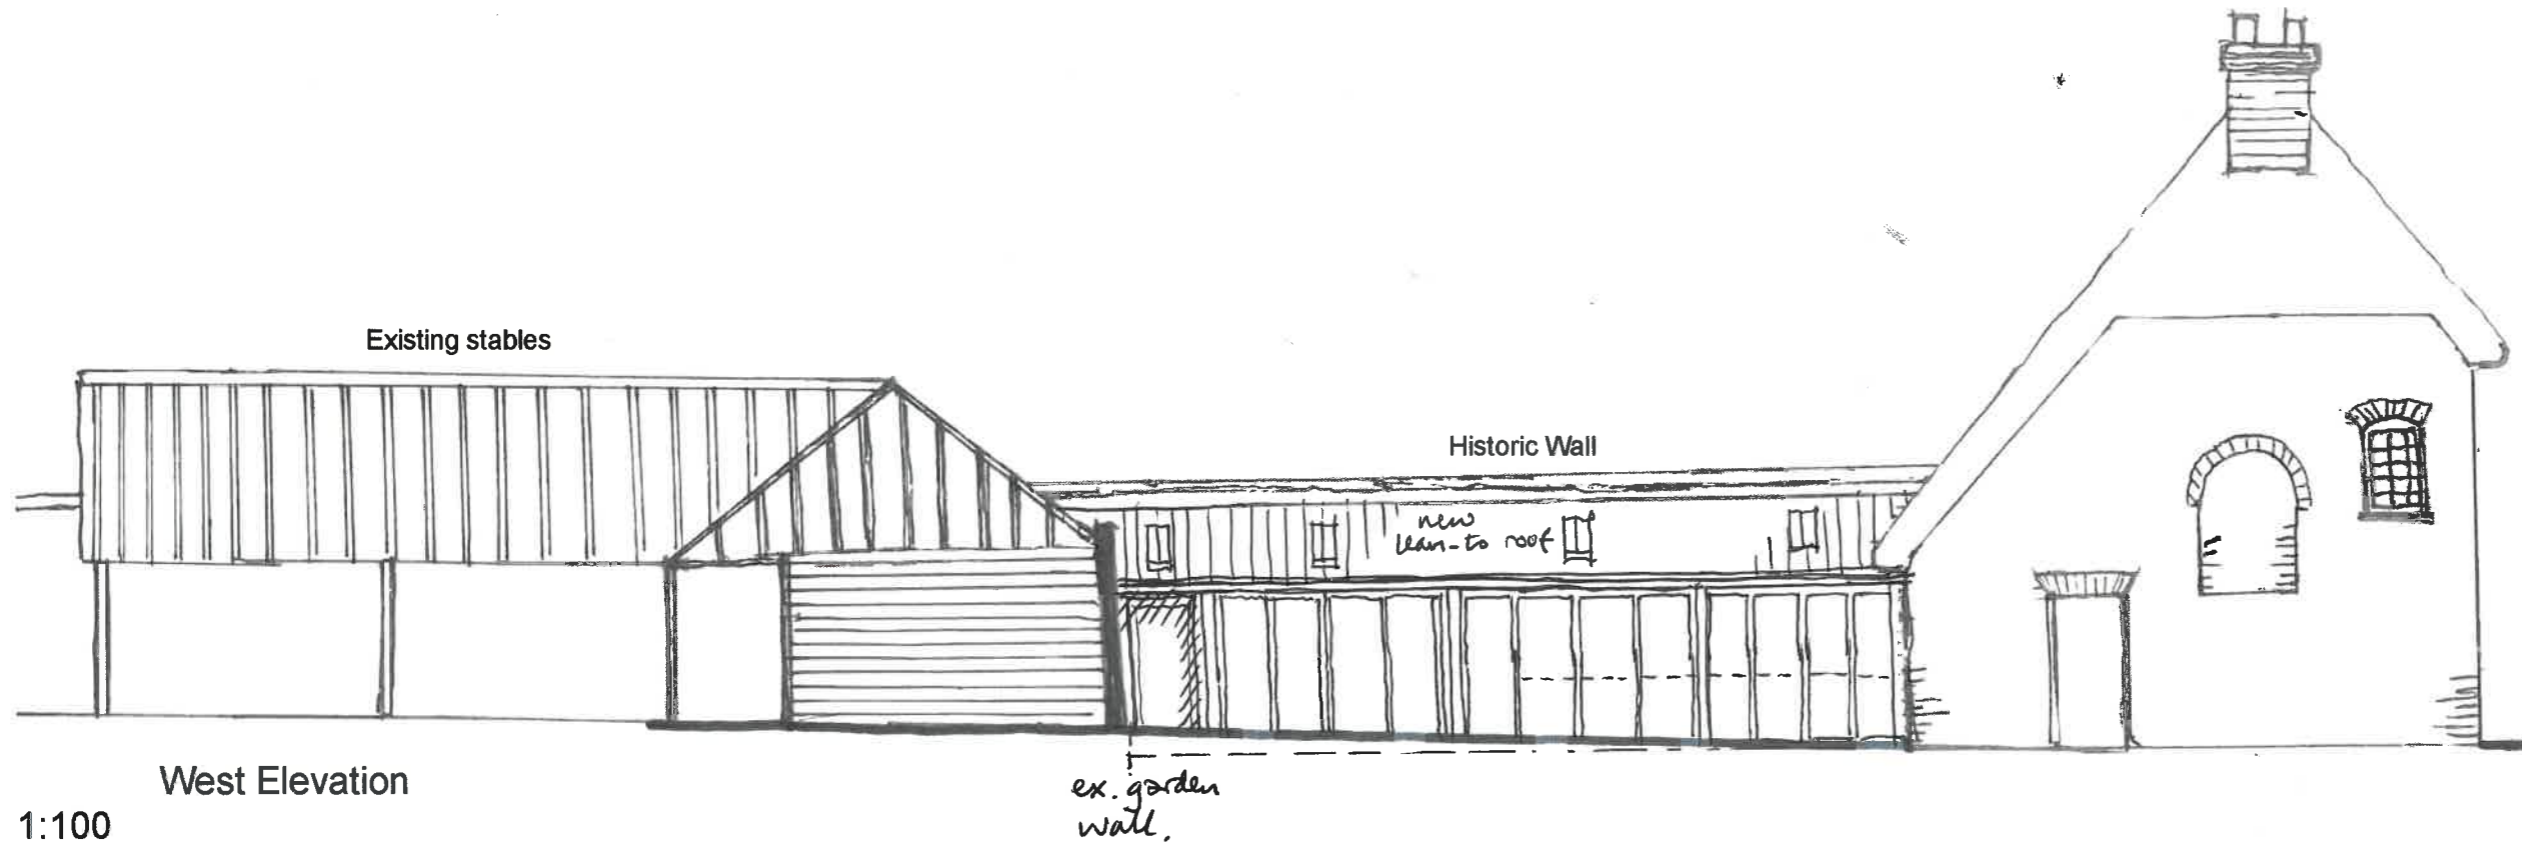 Existing stables
Historic Wall
new
lean-to roof
West Elevation
ex. garden
wall.
1:100